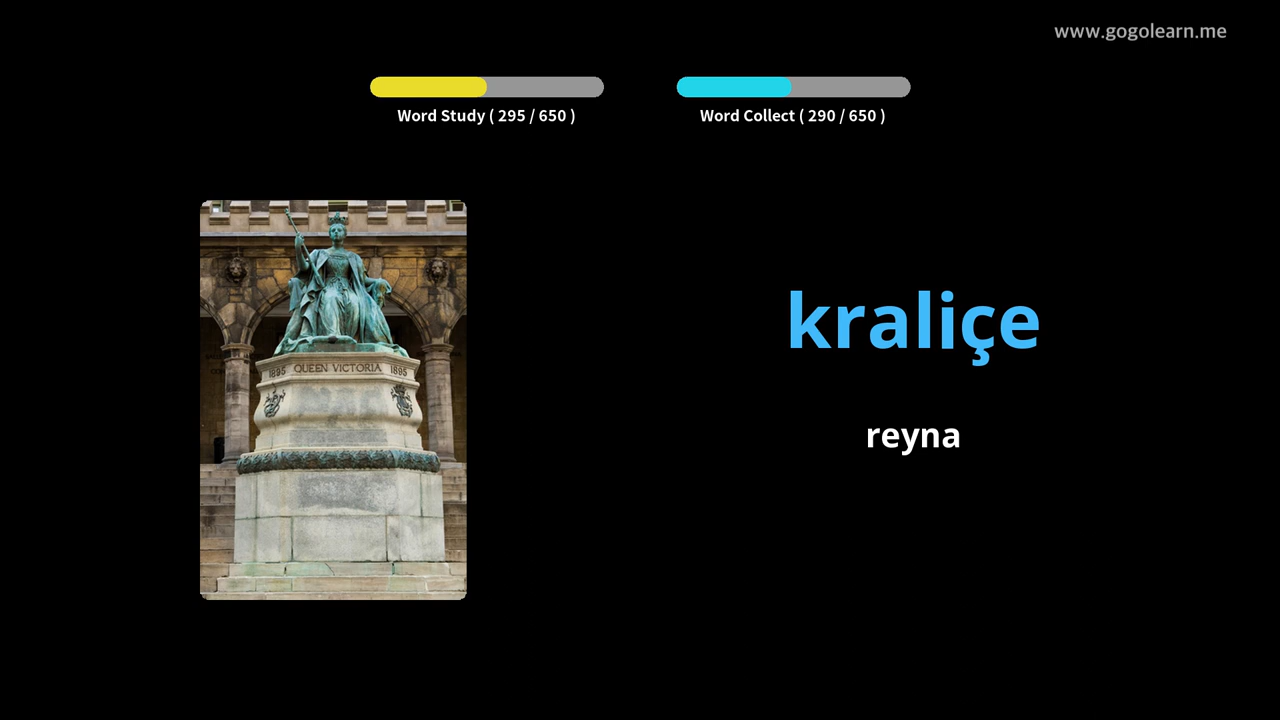 www.gogolearn.me
Word Study ( 295 / 650 )
Word Collect ( 290 / 650 )
1895 QUEEN VICTORIA 1895
kraliçe
reyna